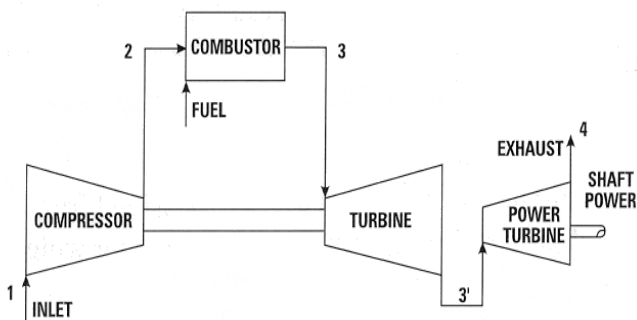 2
COMBUSTOR
3
FUEL
EXHAUST
4
SHAFT
POWER
COMPRESSOR
TURBINE
POWER
TURBINE
1
INLET
3'